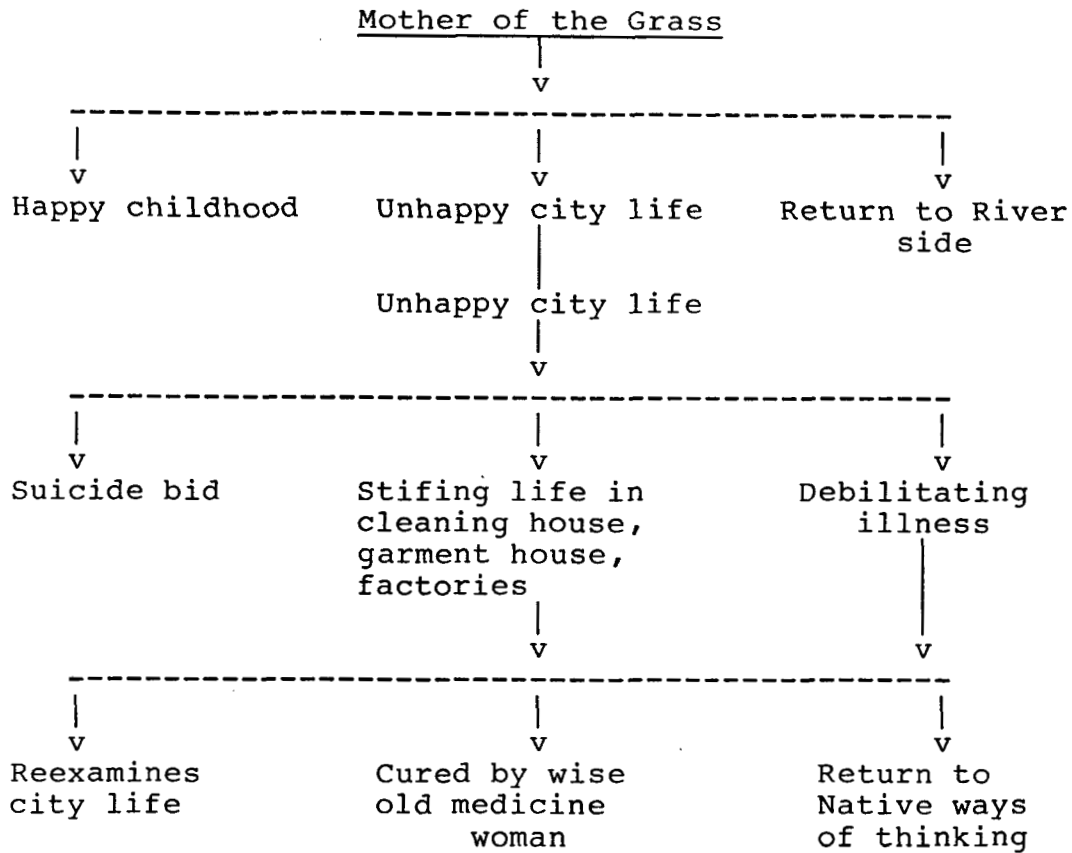 Mother of the Grass
Happy childhood
Unhappy city life
Return to River
side
Unhappy city life
Suicide bid
Stifing life in
cleaning house,
garment house,
factories
Debilitating
illness
Reexamines
city life
Cured by wise
old medicine
woman
Return to
Native ways
of thinking